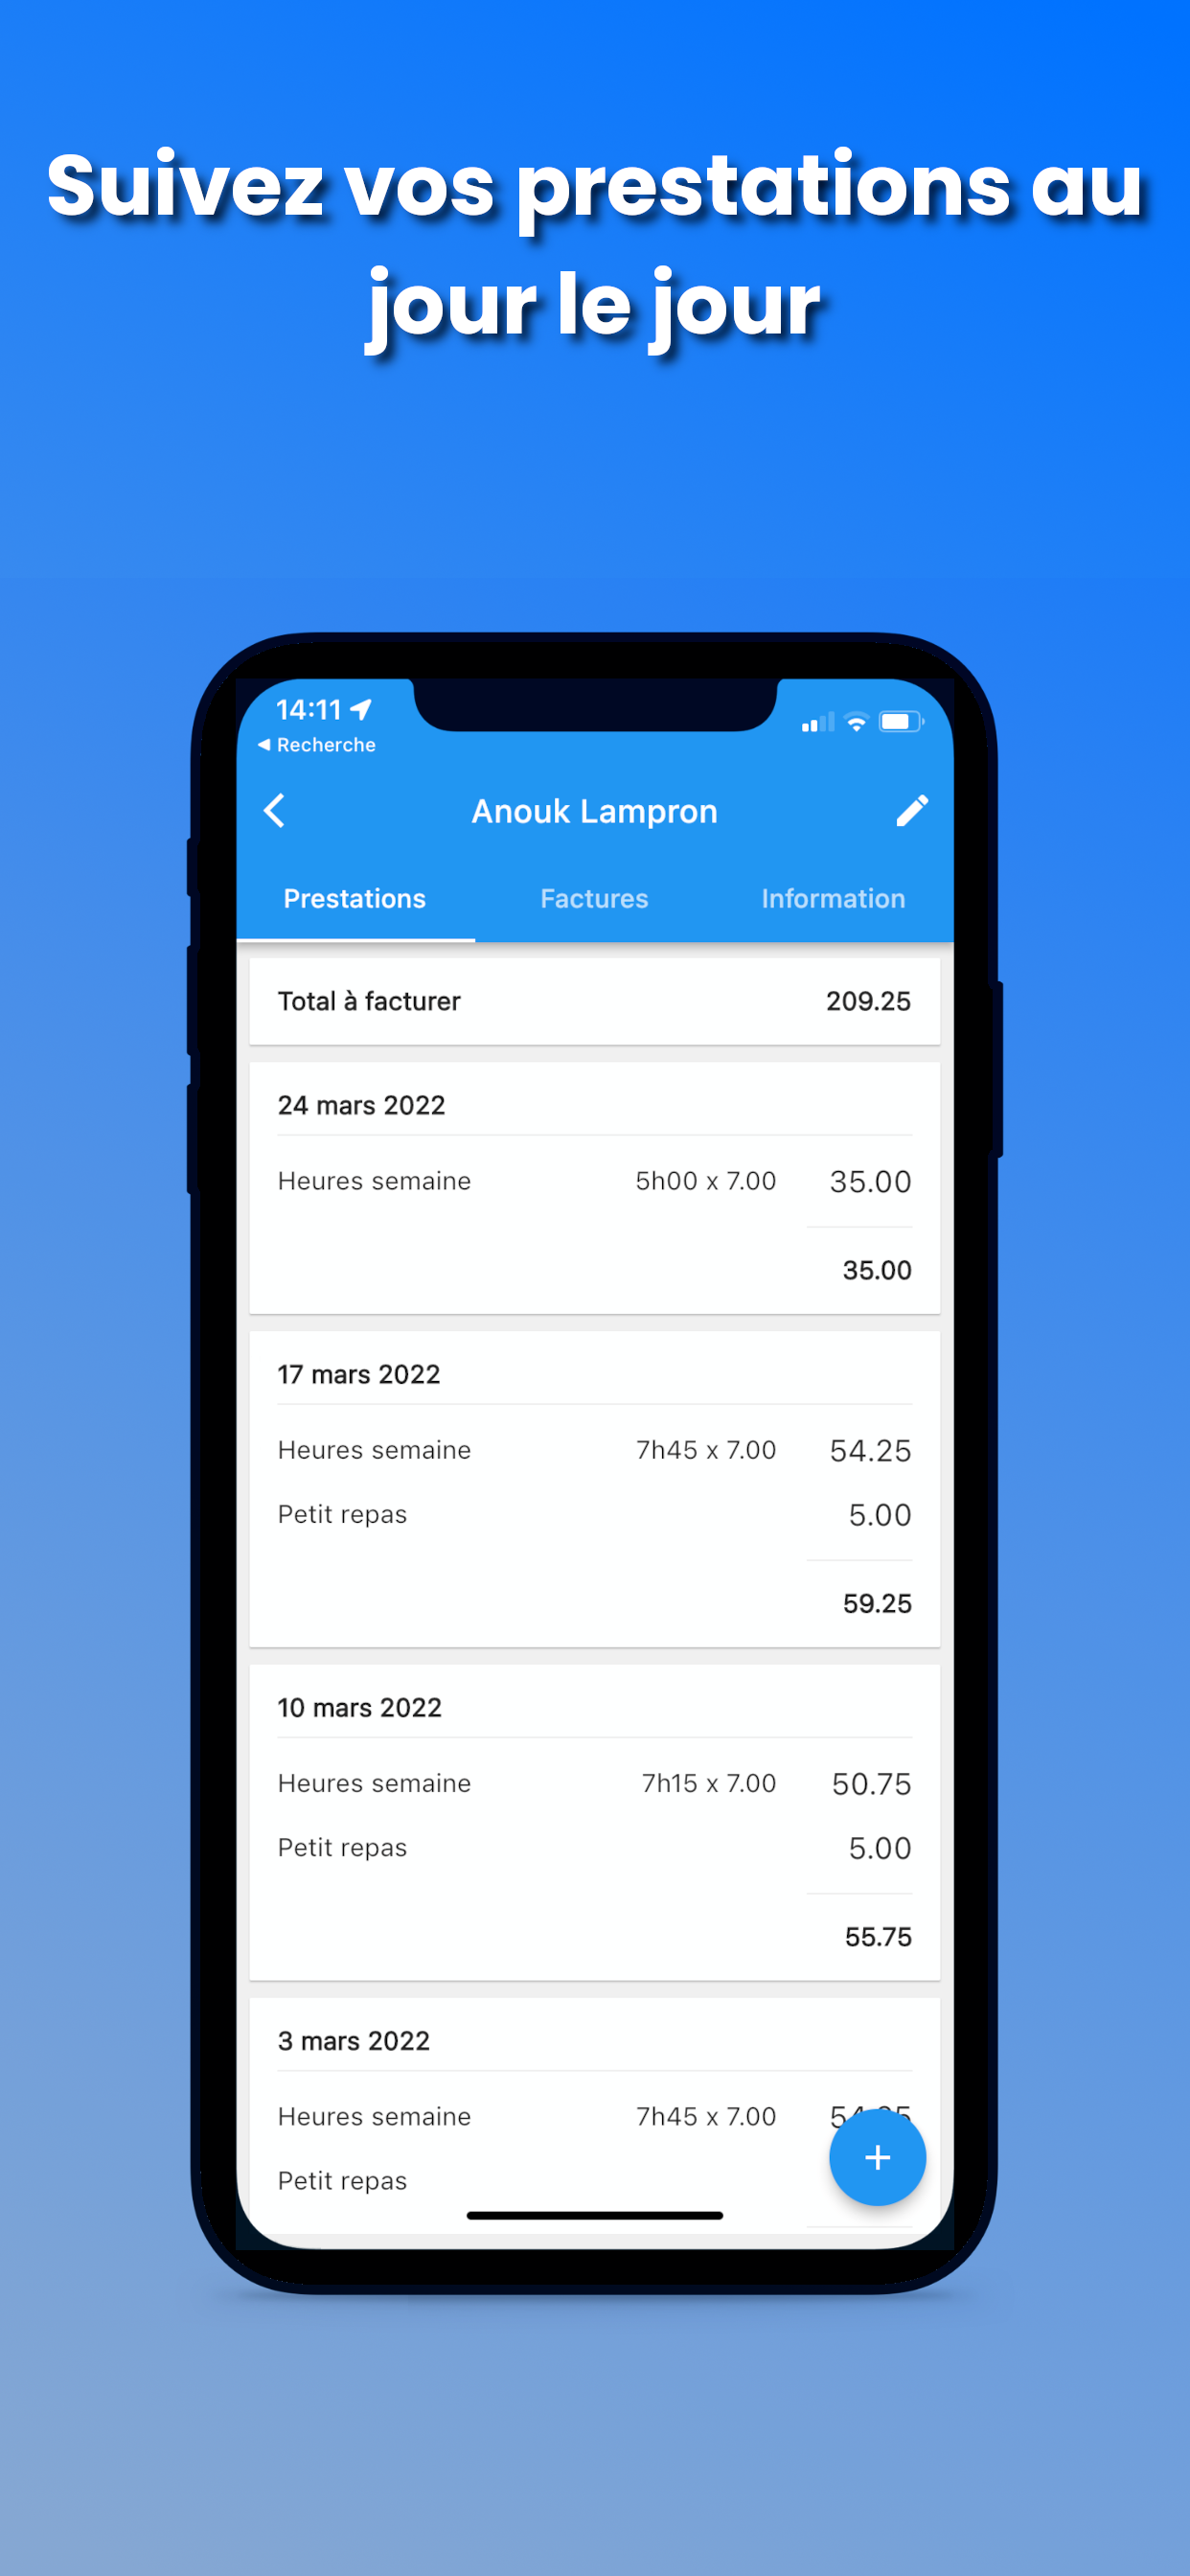 Suivez vos prestations au
jour le jour
14:11
Recherche
Anouk Lampron
Prestations Factures Information
Total à facturer 209.25
24 mars 2022
Heures semaine 5h00 x 7.00 35.00
35.00
17 mars 2022
Heures semaine 7h45 x 7.00 54.25
Petit repas 5.00
59.25
10 mars 2022
Heures semaine 7h15 x 7.00 50.75
Petit repas 5.00
55.75
3 mars 2022
Heures semaine 7h45 x 7.00
Petit repas